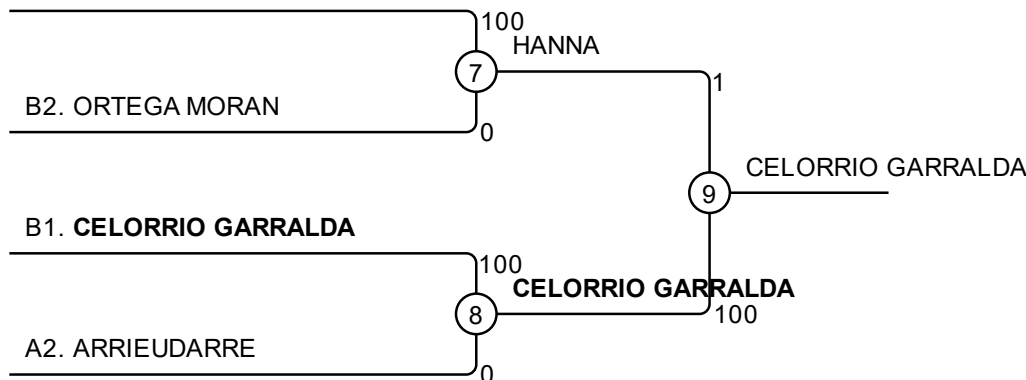 100
HANNA
7
1
B2. ORTEGA MORAN
0
CELORRIO GARRALDA
9
B1. CELORRIO GARRALDA
100
CELORRIO GARRALDA
8
100
A2. ARRIEUDARRE
0